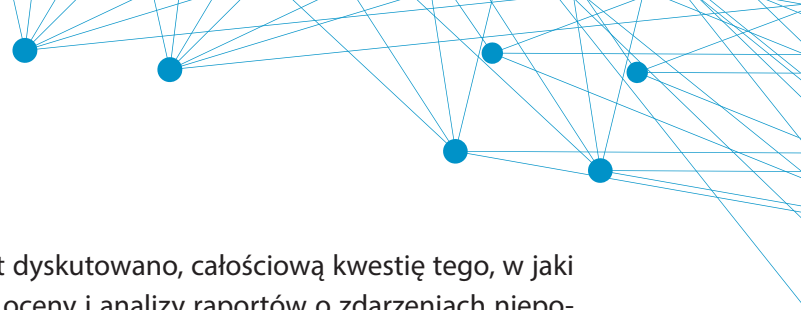 dyskutowano, całościową kwestię tego, w jaki
oceny i analizy raportów o zdarzeniach niepo-